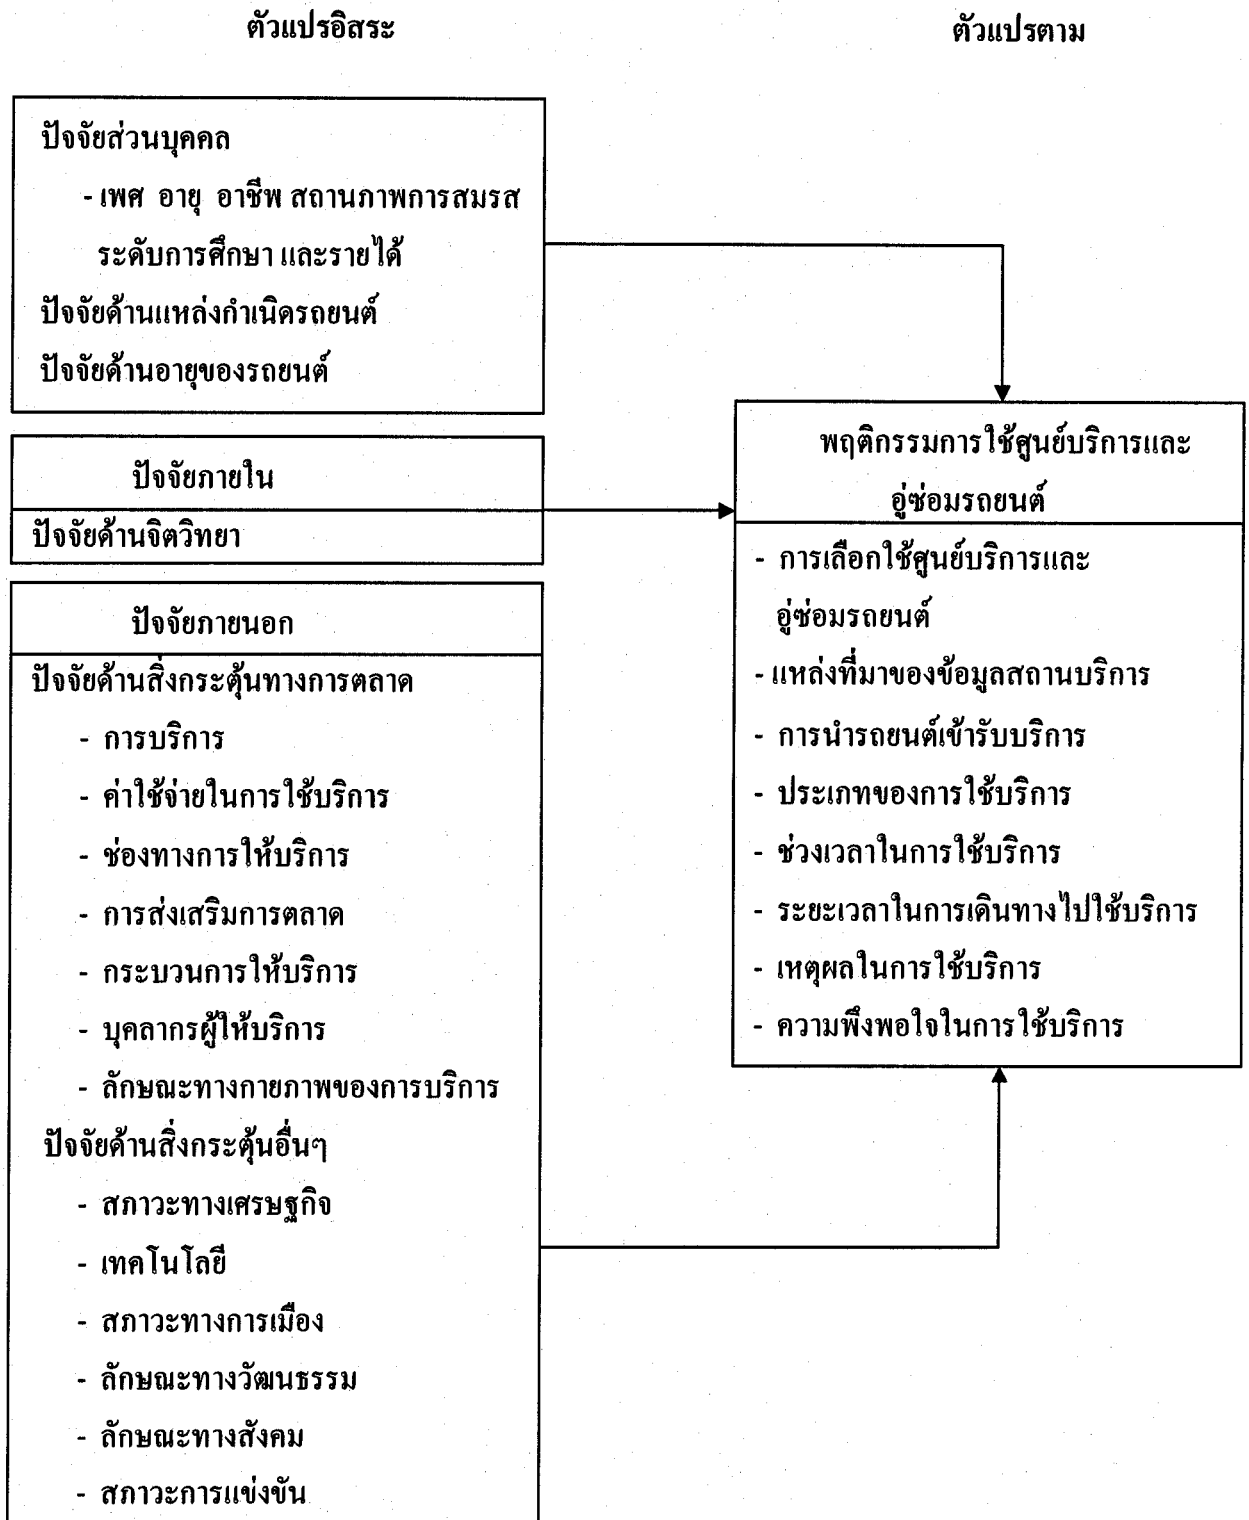 ตัวแปรอิสระ
ตัวแปรตาม
ปัจจัยส่วนบุคคล
- เพศ อายุ อาชีพ สถานภาพการสมรส
ระดับการศึกษา และรายได้
ปัจจัยด้านแหล่งกำเนิดรถยนต์
ปัจจัยด้านอายุของรถยนต์
ปัจจัยภายใน
ปัจจัยด้านจิตวิทยา
ปัจจัยภายนอก
ปัจจัยด้านสิ่งกระตุ้นทางการตลาด
- การบริการ
- ค่าใช้จ่ายในการใช้บริการ
- ช่องทางการให้บริการ
- การส่งเสริมการตลาด
- กระบวนการให้บริการ
- บุคลากรผู้ให้บริการ
- ลักษณะทางกายภาพของการบริการ
ปัจจัยด้านสิ่งกระตุ้นอื่นๆ
- สภาวะทางเศรษฐกิจ
- เทคโนโลยี
- สภาวะทางการเมือง
- ลักษณะทางวัฒนธรรม
- ลักษณะทางสังคม
- สภาวะการแข่งขัน
พฤติกรรมการใช้ศูนย์บริการและ
อู่ซ่อมรถยนต์
- การเลือกใช้ศูนย์บริการและ
อู่ซ่อมรถยนต์
- แหล่งที่มาของข้อมูลสถานบริการ
- การนำรถยนต์เข้ารับบริการ
- ประเภทของการใช้บริการ
- ช่วงเวลาในการใช้บริการ
- ระยะเวลาในการเดินทางไปใช้บริการ
- เหตุผลในการใช้บริการ
- ความพึงพอใจในการใช้บริการ